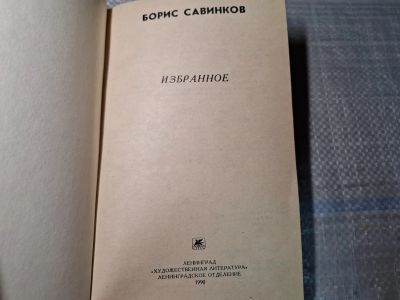 БОРИС САВИНКОВ
ИЗБРАННОЕ
ЛЕНИНГРАД
«ХУДОЖЕСТВЕННАЯ ЛИТЕРАТУРА»
ЛЕНИНГРАДСКОЕ ОТДЕЛЕНИЕ
1990